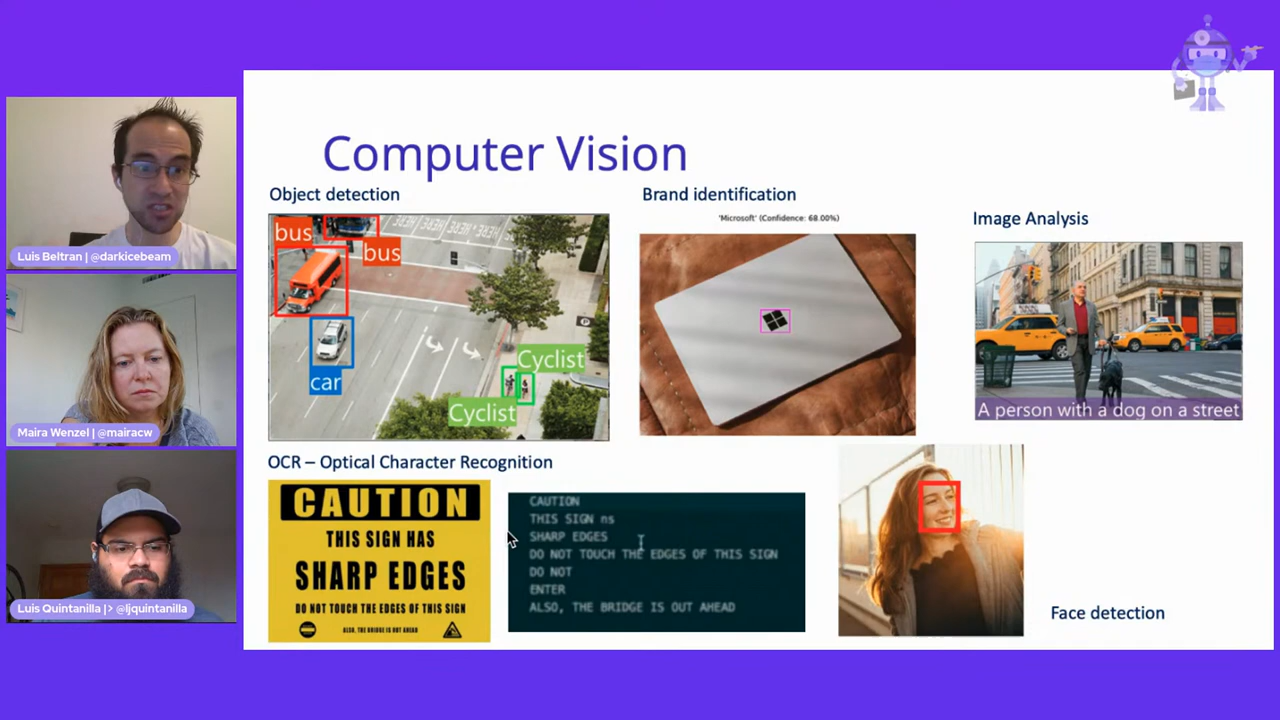 Luis Beltran | @darkicebeam
Maira Wenzel | @mairacw
Luis Quintanilla |> @ljquintanilla
Computer Vision
Object detection
bus
bus
car
Cyclist
Cyclist
Brand identification
'Microsoft' (Confidence: 68.00%)
Image Analysis
A person with a dog on a street
OCR – Optical Character Recognition
CAUTION
THIS SIGN HAS
SHARP EDGES
DO NOT TOUCH THE EDGES OF THIS SIGN
ALSO, THE BRIDGE IS OUT AHEAD
CAUTION
THIS SIGN ns
SHARP EDGES
DO NOT TOUCH THE EDGES OF THIS SIGN
DO NOT
ENTER
ALSO, THE BRIDGE IS OUT AHEAD
Face detection